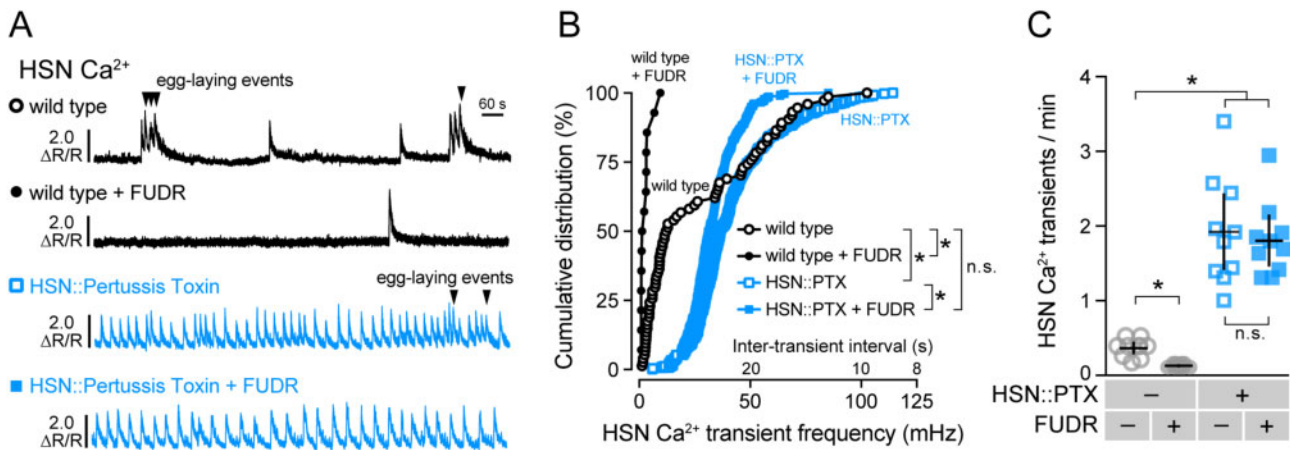 A
HSN Ca²⁺
egg-laying events
wild type
60 s
2.0
ΔR/R
wild type + FUDR
2.0
ΔR/R
HSN::Pertussis Toxin
egg-laying events
2.0
ΔR/R
HSN::Pertussis Toxin + FUDR
2.0
ΔR/R
B
wild type
+ FUDR
HSN::PTX
+ FUDR
HSN::PTX
wild type
Cumulative distribution (%)
100
75
50
25
0
wild type
wild type + FUDR
HSN::PTX
HSN::PTX + FUDR
*
*
*
n.s.
Inter-transient interval (s)
20 10 8
0 50 100 125
HSN Ca²⁺ transient frequency (mHz)
C
HSN Ca²⁺ transients / min
4
3
2
1
0
*
*
n.s.
HSN::PTX − +
FUDR − + − +